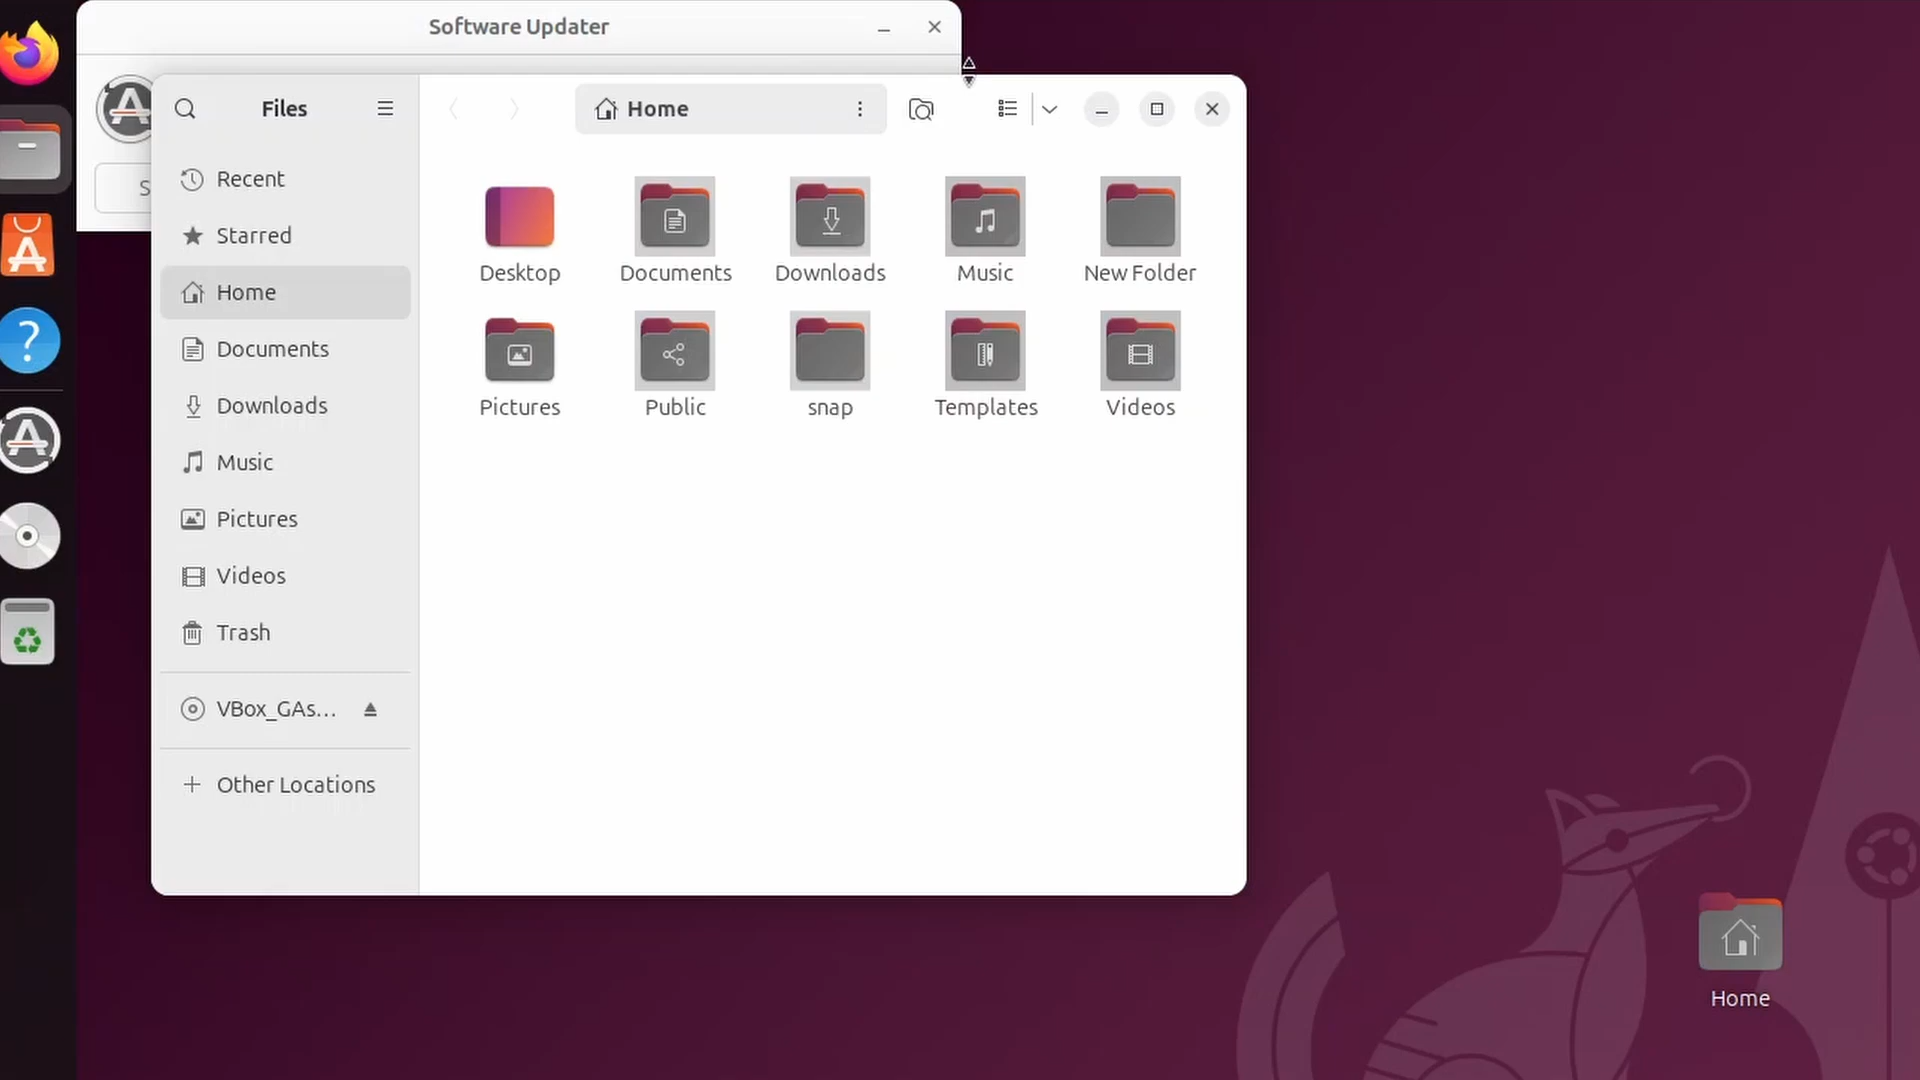 Software Updater
S
Files
Home
Recent
Starred
Home
Documents
Downloads
Music
Pictures
Videos
Trash
VBox_GAs...
Other Locations
Desktop
Documents
Downloads
Music
New Folder
Pictures
Public
snap
Templates
Videos
Home